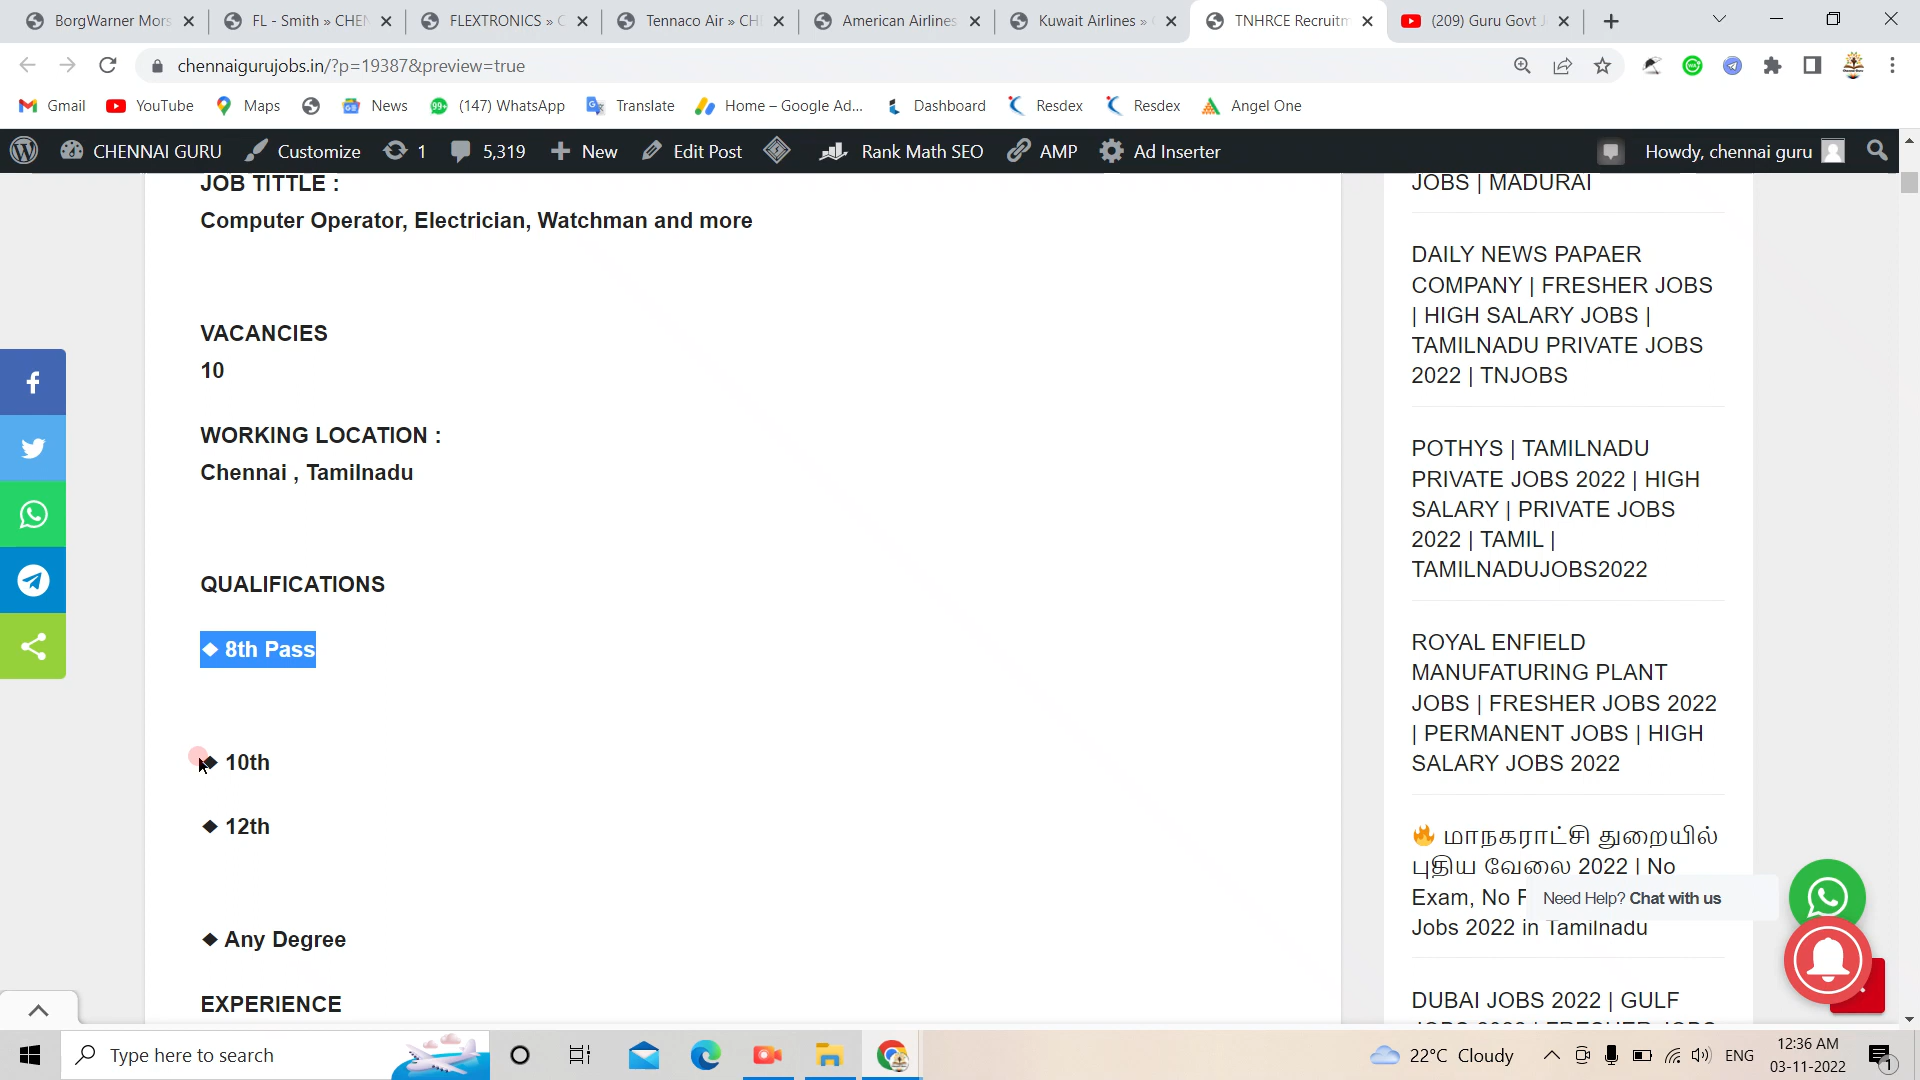 BorgWarner Mors
FL - Smith » CHEN
FLEXTRONICS » C
Tennaco Air » CHE
American Airlines
Kuwait Airlines »
TNHRCE Recruitm
(209) Guru Govt J
chennaigurujobs.in/?p=19387&preview=true
Gmail
YouTube
Maps
News
(147) WhatsApp
Translate
Home – Google Ad...
Dashboard
Resdex
Resdex
Angel One
CHENNAI GURU
Customize
1
5,319
New
Edit Post
Rank Math SEO
AMP
Ad Inserter
Howdy, chennai guru
JOB TITTLE :
Computer Operator, Electrician, Watchman and more
VACANCIES
10
WORKING LOCATION :
Chennai , Tamilnadu
QUALIFICATIONS
❖ 8th Pass
❖ 10th
❖ 12th
❖ Any Degree
EXPERIENCE
JOBS | MADURAI
DAILY NEWS PAPAER
COMPANY | FRESHER JOBS
| HIGH SALARY JOBS |
TAMILNADU PRIVATE JOBS
2022 | TNJOBS
POTHYS | TAMILNADU
PRIVATE JOBS 2022 | HIGH
SALARY | PRIVATE JOBS
2022 | TAMIL |
TAMILNADUJOBS2022
ROYAL ENFIELD
MANUFATURING PLANT
JOBS | FRESHER JOBS 2022
| PERMANENT JOBS | HIGH
SALARY JOBS 2022
🔥 மாநகராட்சி துறையில்
புதிய வேலை 2022 | No
Exam, No F
Need Help? Chat with us
Jobs 2022 in Tamilnadu
DUBAI JOBS 2022 | GULF
Type here to search
22°C Cloudy
ENG
12:36 AM
03-11-2022
1